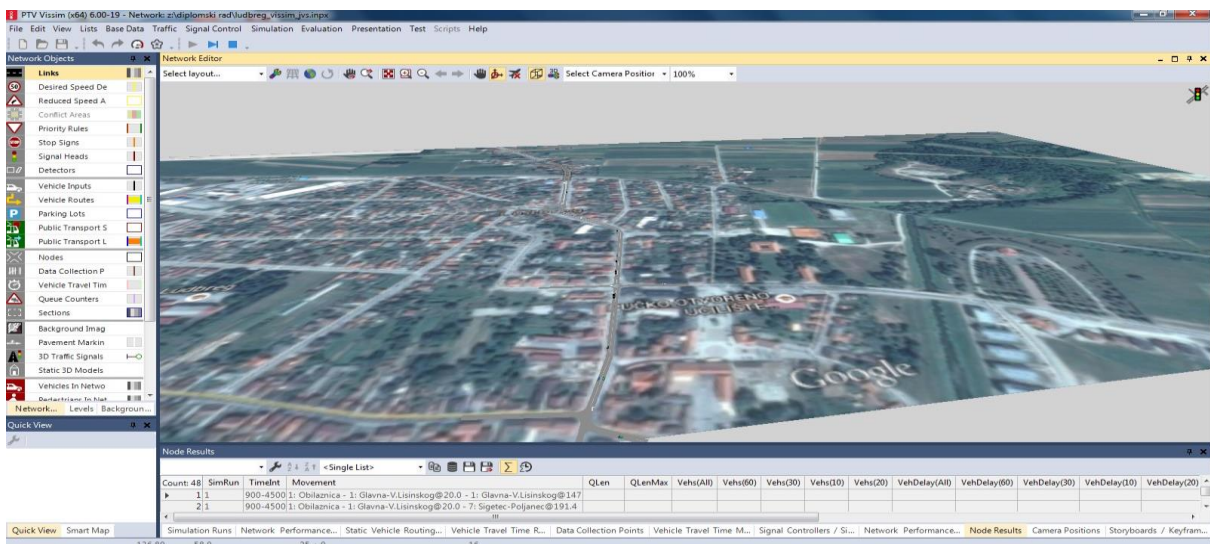 PTV Vissim (x64) 6.00-19 - Network: z:\diplomski rad\ludbreg_vissim_jvs.inpx
File Edit View Lists Base Data Traffic Signal Control Simulation Evaluation Presentation Test Scripts Help
Network Objects
Links
Desired Speed De
Reduced Speed A
Conflict Areas
Priority Rules
Stop Signs
Signal Heads
Detectors
Vehicle Inputs
Vehicle Routes
Parking Lots
Public Transport S
Public Transport L
Nodes
Data Collection P
Vehicle Travel Tim
Queue Counters
Sections
Background Imag
Pavement Markin
3D Traffic Signals
Static 3D Models
Vehicles In Netwo
Pedestrians In Net
Network... Levels Backgroun...
Quick View
Quick View Smart Map
Network Editor
Select layout... Select Camera Position 100%
Ludbreg
UČKO OTVORENO
UČILIŠTE
Google
Node Results
<Single List>
Count: 48 SimRun TimeInt Movement QLen QLenMax Vehs(All) Vehs(60) Vehs(30) Vehs(10) Vehs(20) VehDelay(All) VehDelay(60) VehDelay(30) VehDelay(10) VehDelay(20)
1 1 900-4500 1: Obilaznica - 1: Glavna-V.Lisinskog@20.0 - 1: Glavna-V.Lisinskog@147
2 1 900-4500 1: Obilaznica - 1: Glavna-V.Lisinskog@20.0 - 7: Sigetec-Poljanec@191.4
Simulation Runs Network Performance... Static Vehicle Routing... Vehicle Travel Time R... Data Collection Points Vehicle Travel Time M... Signal Controllers / Si... Network Performance... Node Results Camera Positions Storyboards / Keyfram...